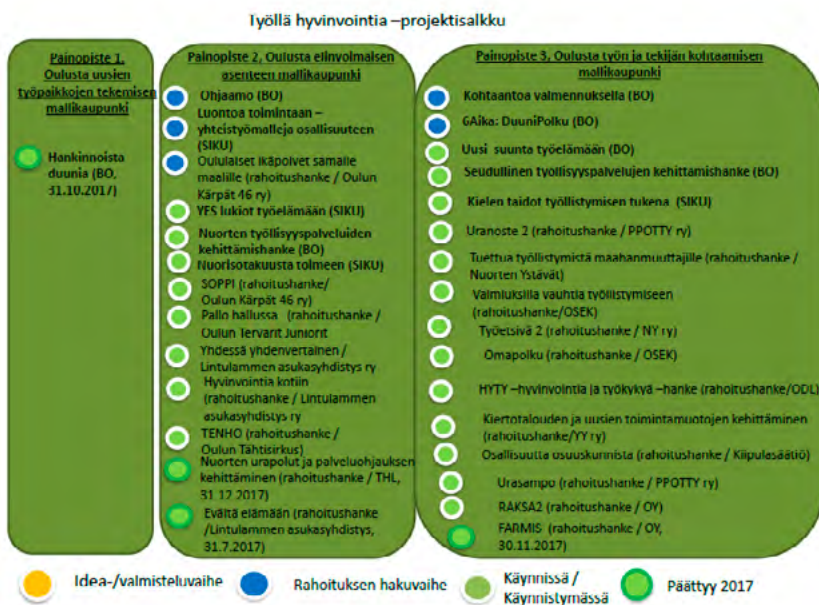 Työllä hyvinvointia –projektisalkku
Painopiste 1,
Oulusta uusien
työpaikkojen tekemisen
mallikaupunki
Hankinnoista
duunia (BO,
31.10.2017)
Painopiste 2, Oulusta elinvoimaisen
asenteen mallikaupunki
Ohjaamo (BO)
Luontoa toimintaan –
yhteistyömalleja osallisuuteen
(SIKU)
Oululaiset ikäpolvet samalle
maalille (rahoitushanke / Oulun
Kärpät 46 ry)
YES lukiot työelämään (SIKU)
Nuorten työllisyyspalveluiden
kehittämishanke (BO)
Nuorisotakuusta toimeen (SIKU)
SOPPI (rahoitushanke/
Oulun Kärpät 46 ry)
Pallo hallussa (rahoitushanke /
Oulun Tervarit Juniorit
Yhdessä yhdenvertainen /
Lintulammen asukasyhdistys ry
Hyvinvointia kotiin
(rahoitushanke / Lintulammen
asukasyhdistys ry
TENHO (rahoitushanke /
Oulun Tähtisirkus)
Nuorten urapolut ja palveluohjauksen
kehittäminen (rahoitushanke / THL,
31.12.2017)
Evältä elämään (rahoitushanke
/Lintulammen asukasyhdistys,
31.7.2017)
Painopiste 3, Oulusta työn ja tekijän kohtaamisen
mallikaupunki
Kohtaantoa valmennuksella (BO)
6Aika: DuuniPolku (BO)
Uusi suunta työelämään (BO)
Seudullinen työllisyyspalvelujen kehittämishanke (BO)
Kielen taidot työllistymisen tukena (SIKU)
Uranoste 2 (rahoitushanke / PPOTTY ry)
Tuettua työllistymistä maahanmuuttajille (rahoitushanke /
Nuorten Ystävät)
Valmiuksilla vauhtia työllistymiseen
(rahoitushanke/OSEK)
Työetsivä 2 (rahoitushanke / NY ry)
Omapolku (rahoitushanke / OSEK)
HYTY –hyvinvointia ja työkykyä –hanke (rahoitushanke/ODL)
Kiertotalouden ja uusien toimintamuotojen kehittäminen
(rahoitushanke/YY ry)
Osallisuutta osuuskunnista (rahoitushanke / Kiipulasäätiö)
Urasampo (rahoitushanke / PPOTTY ry)
RAKSA2 (rahoitushanke / OY)
FARMIS (rahoitushanke / OY,
30.11.2017)
Idea-/valmisteluvaihe
Rahoituksen hakuvaihe
Käynnissä /
Käynnistymässä
Päättyy 2017